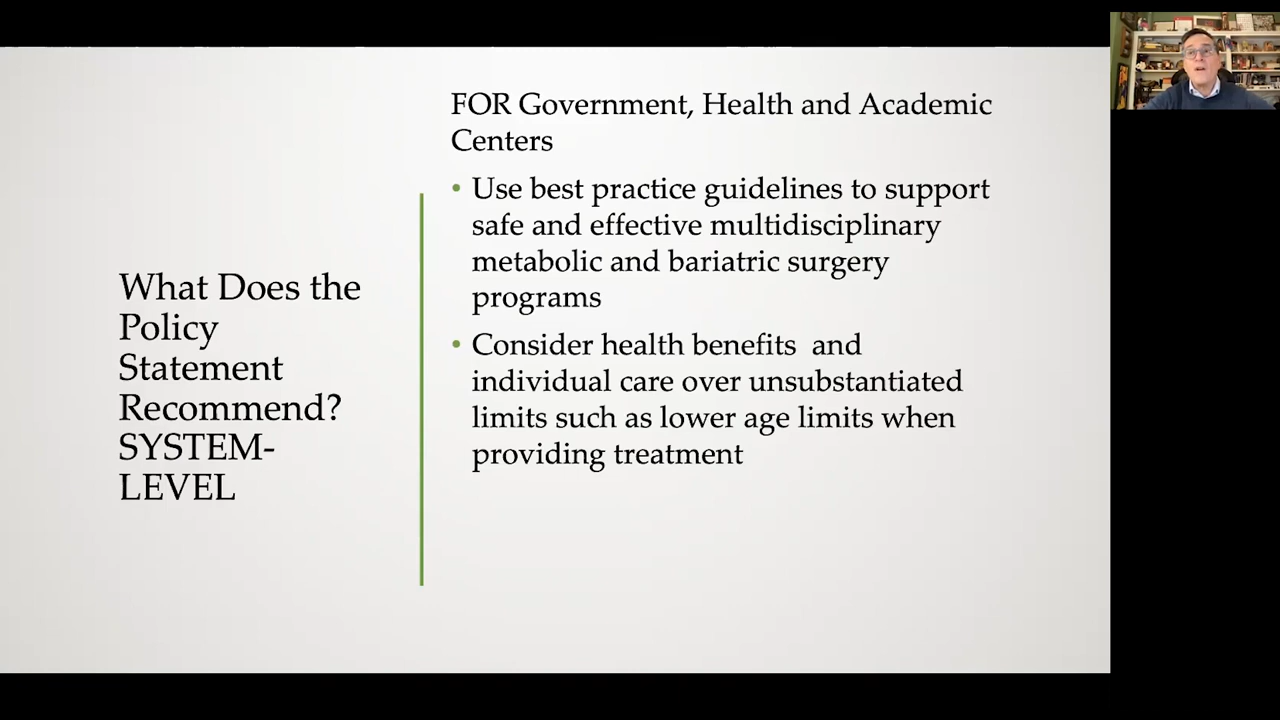 What Does the
Policy
Statement
Recommend?
SYSTEM-
LEVEL
FOR Government, Health and Academic
Centers
• Use best practice guidelines to support
safe and effective multidisciplinary
metabolic and bariatric surgery
programs
• Consider health benefits  and
individual care over unsubstantiated
limits such as lower age limits when
providing treatment